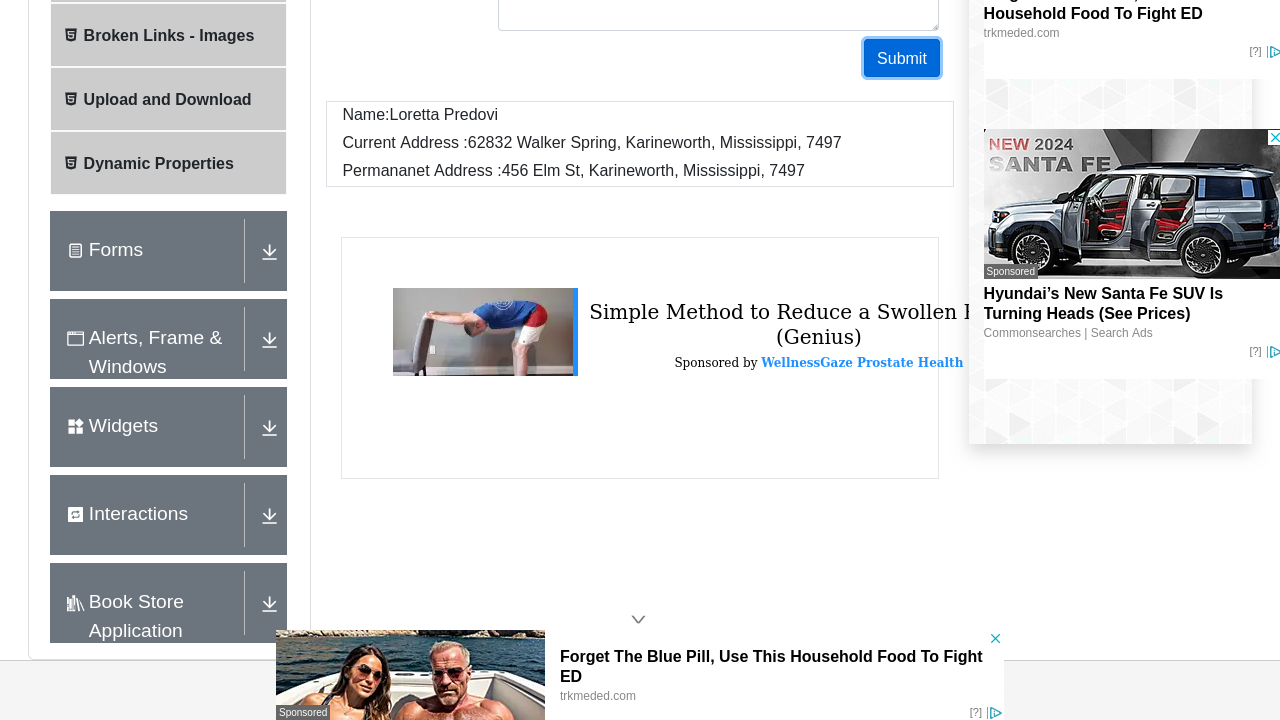 Broken Links - Images
Upload and Download
Dynamic Properties
Forms
Alerts, Frame &
Windows
Widgets
Interactions
Book Store
Application
Submit
Name:Loretta Predovi
Current Address :62832 Walker Spring, Karineworth, Mississippi, 7497
Permananet Address :456 Elm St, Karineworth, Mississippi, 7497
Simple Method to Reduce a Swollen
(Genius)
Sponsored by WellnessGaze Prostate Health
Household Food To Fight ED
trkmeded.com
[?]
NEW 2024
SANTA FE
Sponsored
Hyundai’s New Santa Fe SUV Is
Turning Heads (See Prices)
Commonsearches | Search Ads
[?]
Sponsored
Forget The Blue Pill, Use This Household Food To Fight
ED
trkmeded.com
[?]